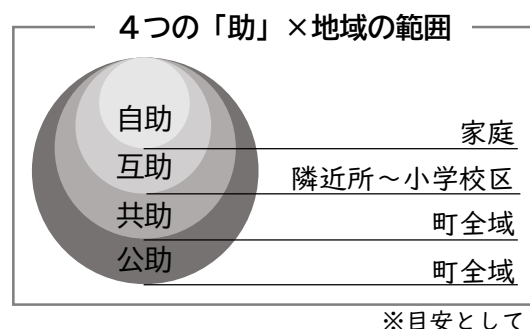 ４つの「助」×地域の範囲
自助
家庭
互助
隣近所～小学校区
共助
町全域
公助
町全域
※目安として